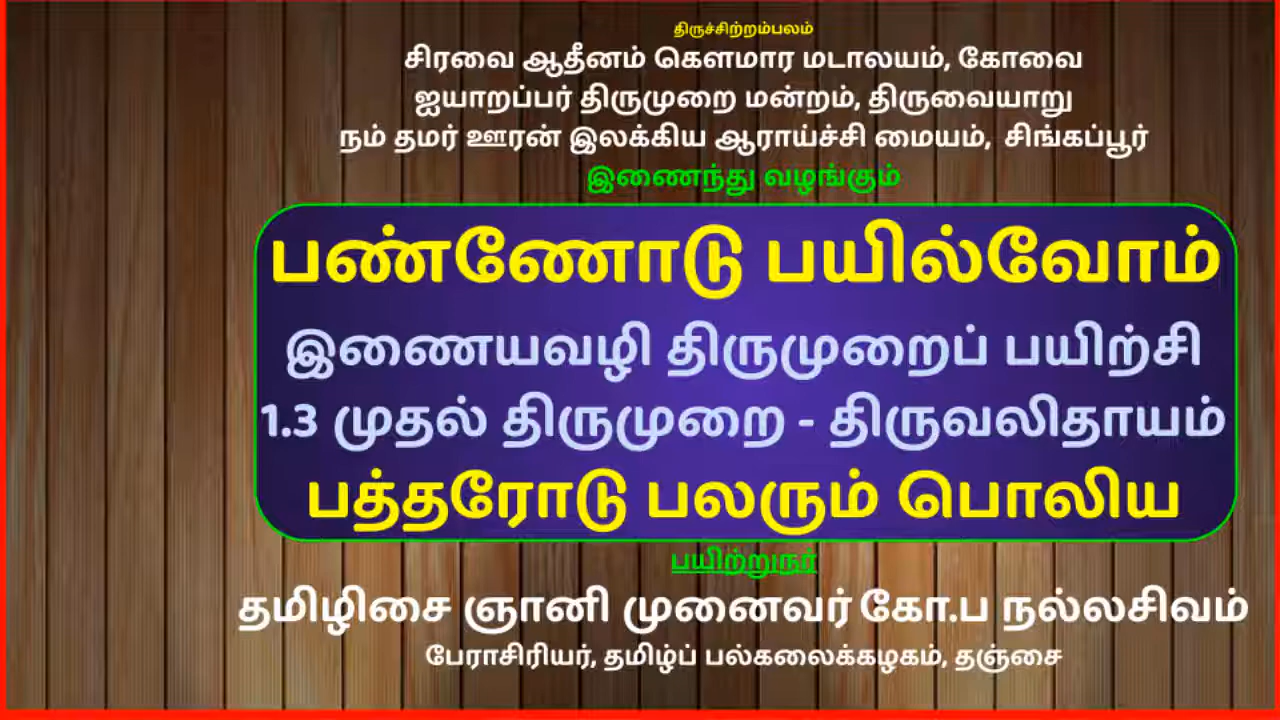 திருச்சிற்றம்பலம்
சிரவை ஆதீனம் கௌமார மடாலயம், கோவை
ஐயாறப்பர் திருமுறை மன்றம், திருவையாறு
நம் தமர் ஊரன் இலக்கிய ஆராய்ச்சி மையம், சிங்கப்பூர்
இணைந்து வழங்கும்
பண்ணோடு பயில்வோம்
இணையவழி திருமுறைப் பயிற்சி
1.3 முதல் திருமுறை - திருவலிதாயம்
பத்தரோடு பலரும் பொலிய
பயிற்றுநர்
தமிழிசை ஞானி முனைவர் கோ.ப நல்லசிவம்
பேராசிரியர், தமிழ்ப் பல்கலைக்கழகம், தஞ்சை